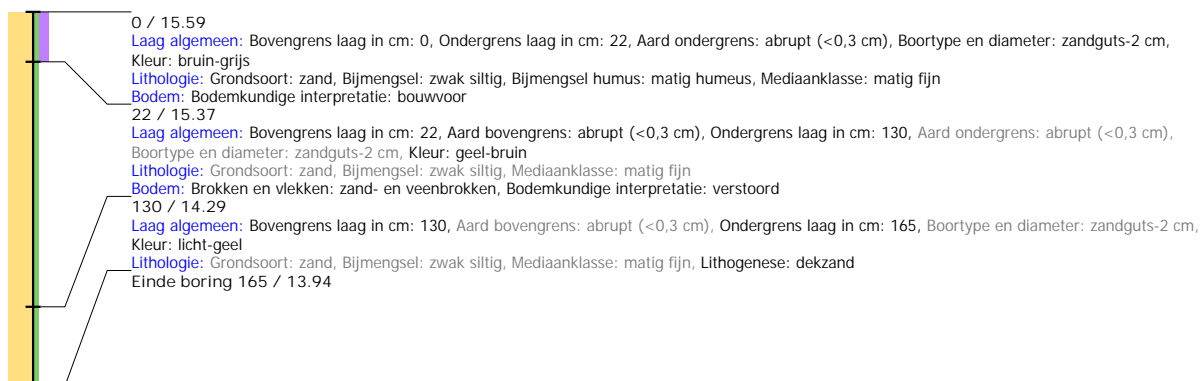 0 / 15.59
Laag algemeen: Bovengrens laag in cm: 0, Ondergrens laag in cm: 22, Aard ondergrens: abrupt (<0,3 cm), Boortype en diameter: zandguts-2 cm,
Kleur: bruin-grijs
Lithologie: Grondsoort: zand, Bijmengsel: zwak siltig, Bijmengsel humus: matig humeus, Mediaanklasse: matig fijn
Bodem: Bodemkundige interpretatie: bouwvoor
22 / 15.37
Laag algemeen: Bovengrens laag in cm: 22, Aard bovengrens: abrupt (<0,3 cm), Ondergrens laag in cm: 130, Aard ondergrens: abrupt (<0,3 cm),
Boortype en diameter: zandguts-2 cm, Kleur: geel-bruin
Lithologie: Grondsoort: zand, Bijmengsel: zwak siltig, Mediaanklasse: matig fijn
Bodem: Brokken en vlekken: zand- en veenbrokken, Bodemkundige interpretatie: verstoord
130 / 14.29
Laag algemeen: Bovengrens laag in cm: 130, Aard bovengrens: abrupt (<0,3 cm), Ondergrens laag in cm: 165, Boortype en diameter: zandguts-2 cm,
Kleur: licht-geel
Lithologie: Grondsoort: zand, Bijmengsel: zwak siltig, Mediaanklasse: matig fijn, Lithogenese: dekzand
Einde boring 165 / 13.94